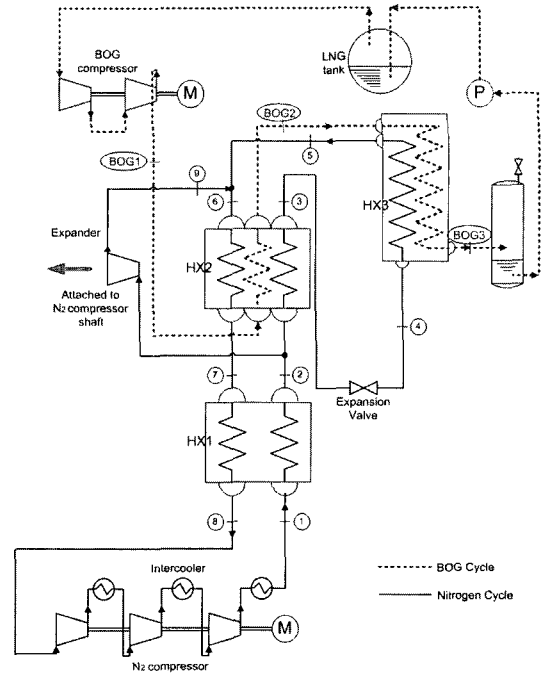 BOG
compressor
M
LNG
tank
P
BOG1
BOG2
5
9
6
3
HX3
BOG3
Expander
HX2
Attached to
N2 compressor
shaft
4
7
2
Expansion
Valve
HX1
8
1
Intercooler
M
N2 compressor
BOG Cycle
Nitrogen Cycle